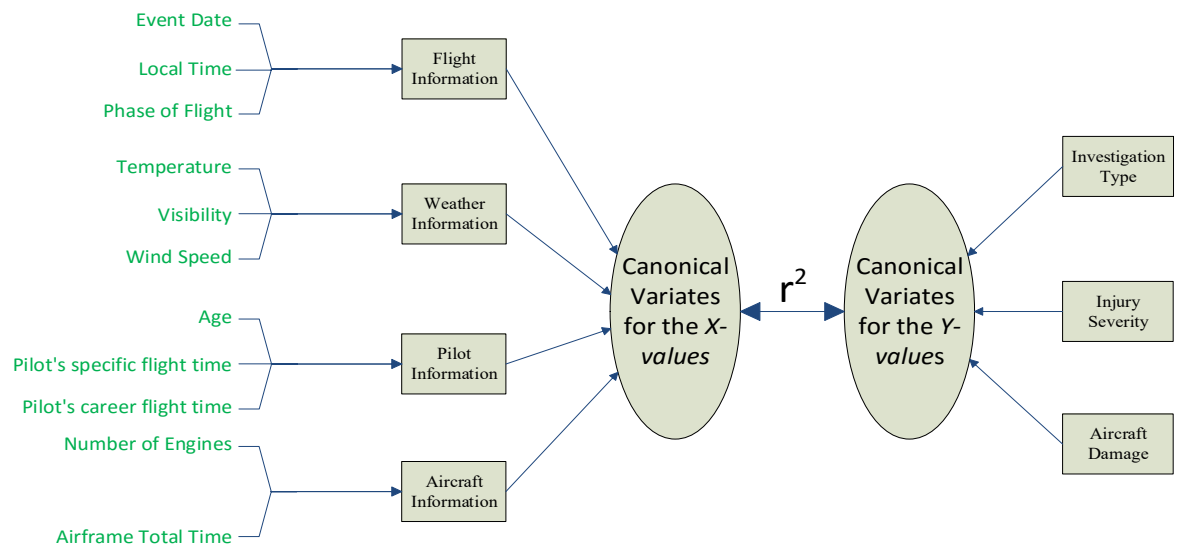 Event Date
Local Time
Phase of Flight
Flight
Information
Temperature
Visibility
Wind Speed
Weather
Information
Age
Pilot's specific flight time
Pilot's career flight time
Pilot
Information
Number of Engines
Airframe Total Time
Aircraft
Information
Canonical
Variates
for the X-
values
r²
Canonical
Variates
for the Y-
values
Investigation
Type
Injury
Severity
Aircraft
Damage